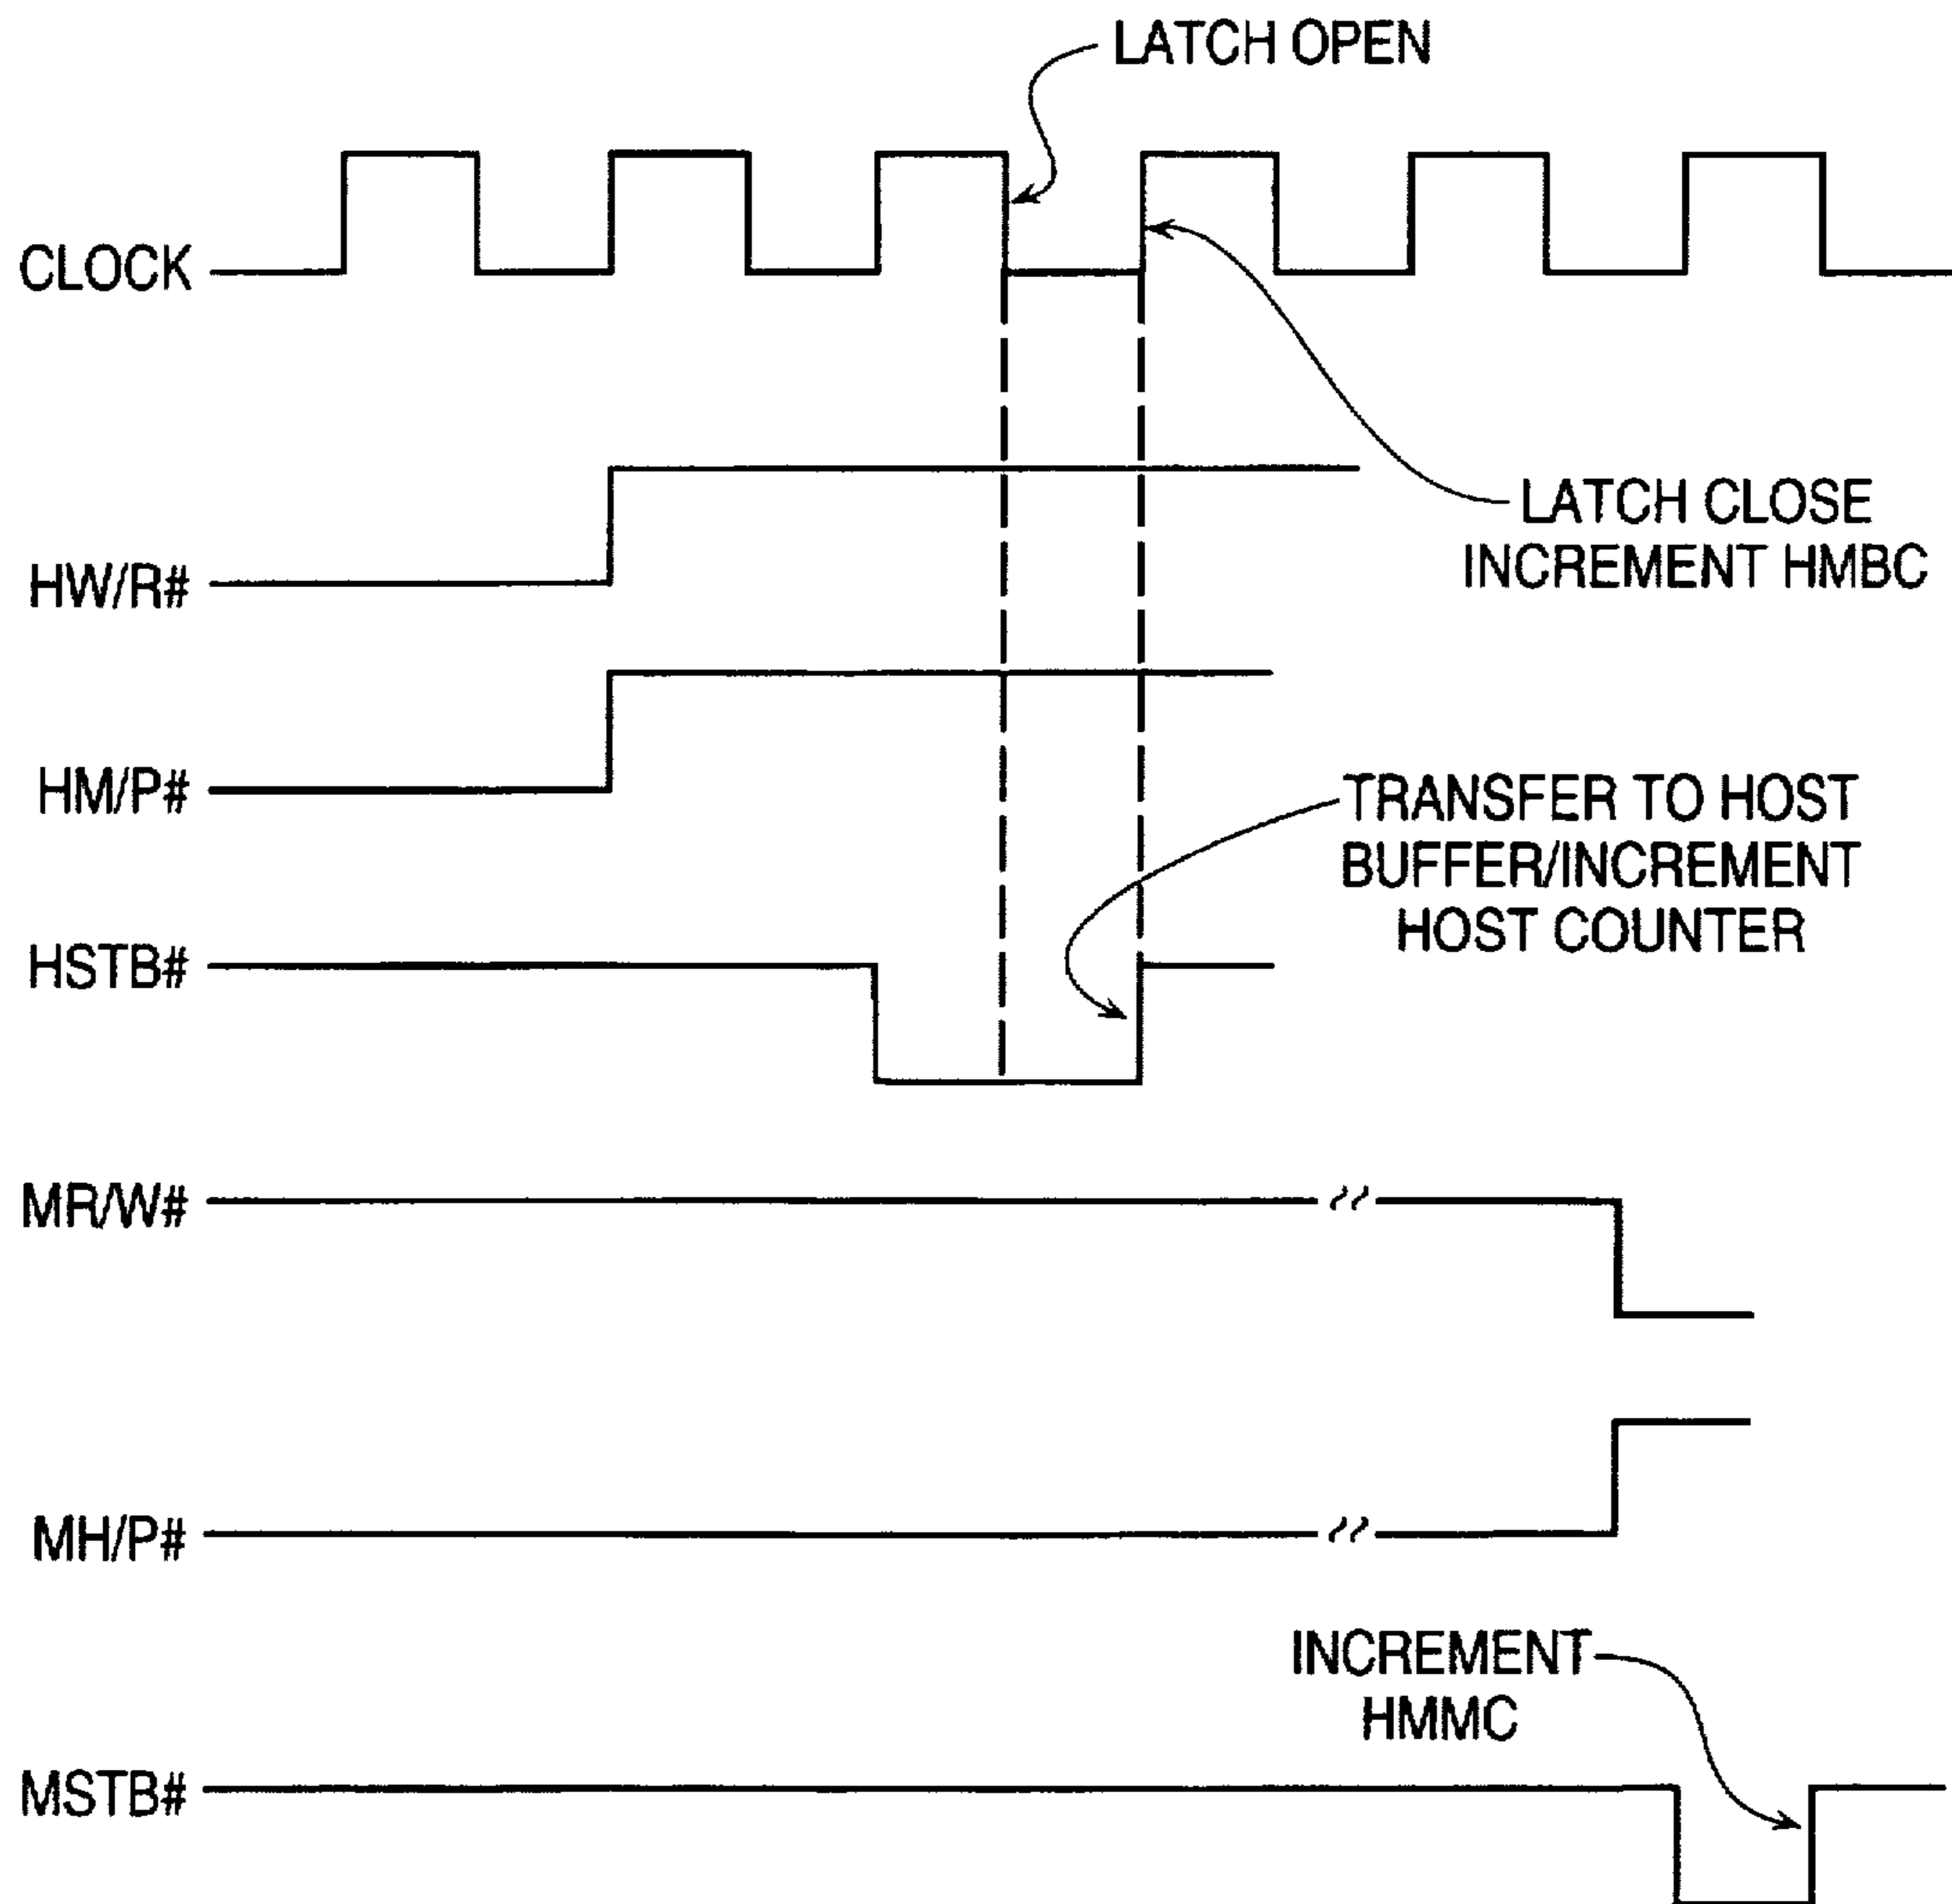 LATCH OPEN
CLOCK
LATCH CLOSE
INCREMENT HMBC
HW/R#
HM/P#
TRANSFER TO HOST
BUFFER/INCREMENT
HOST COUNTER
HSTB#
MR/W#
MH/P#
INCREMENT
HMMC
MSTB#